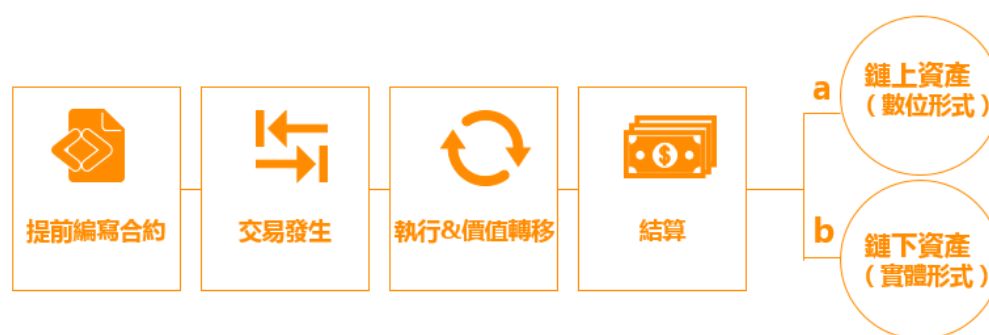 提前編寫合約
交易發生
執行&價值轉移
結算
a
鏈上資產
（數位形式）
b
鏈下資產
（實體形式）